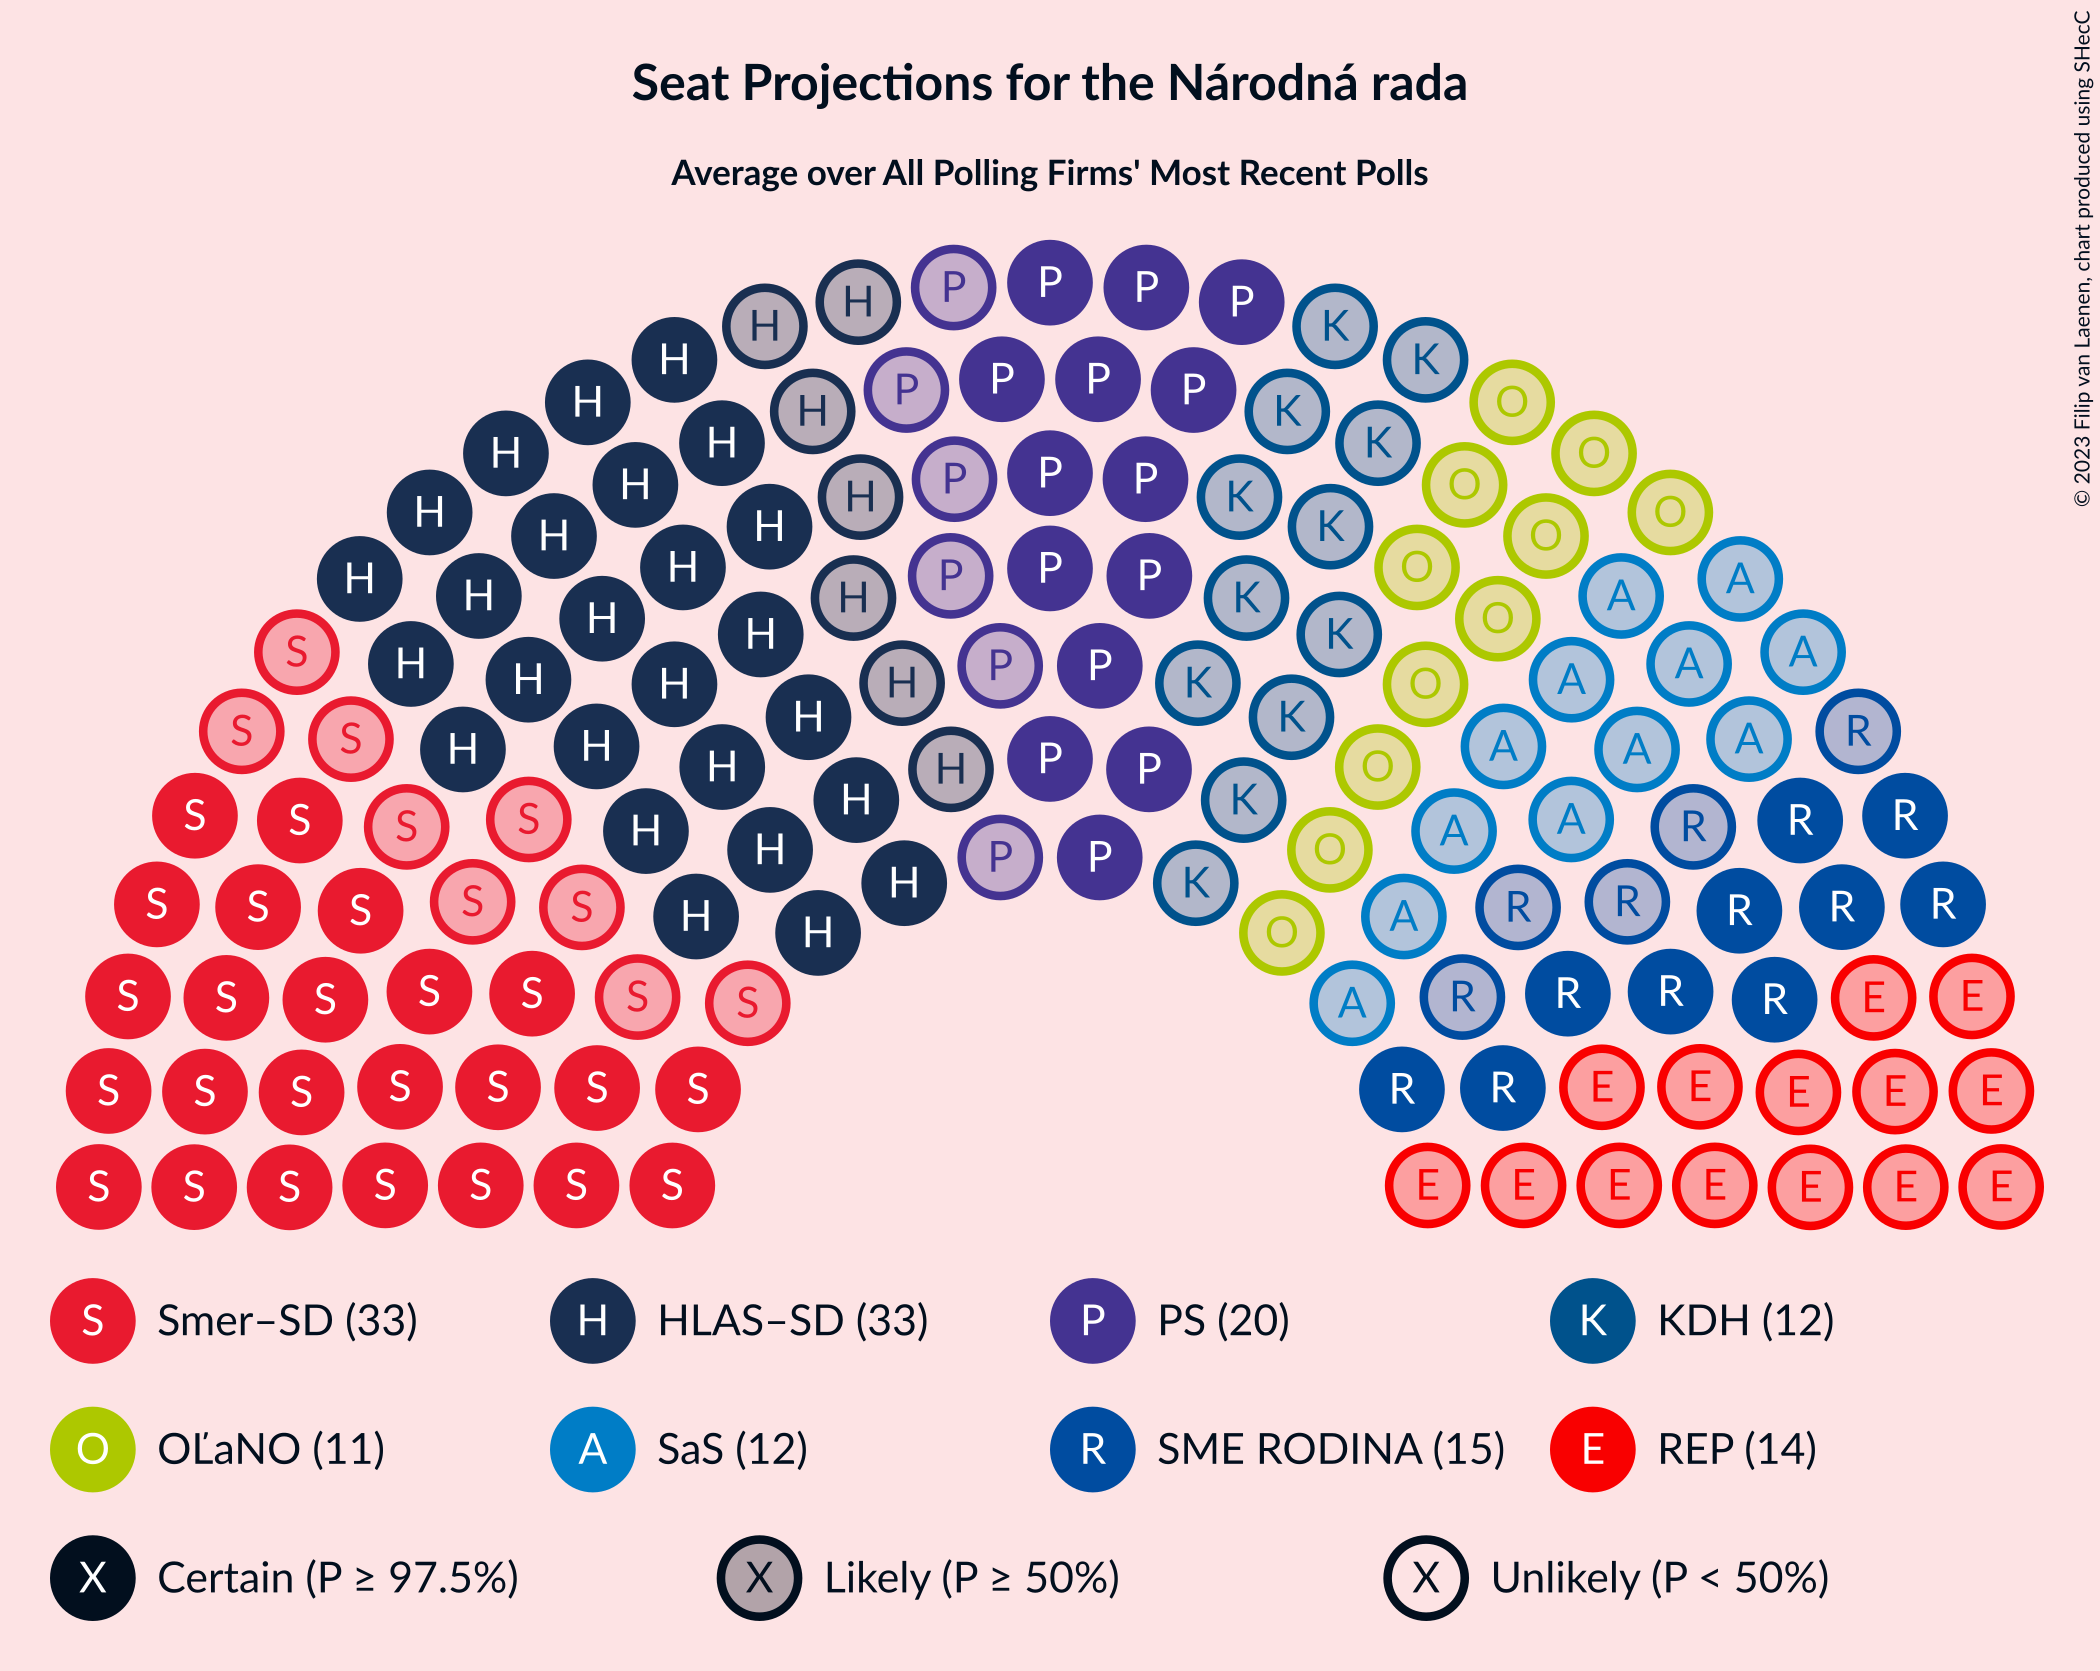 Seat Projections for the Národná rada
Average over All Polling Firms' Most Recent Polls
© 2023 Filip van Laenen, chart produced using SHecC
H H P P P P K K
H H P P P P K K O
H H H P P P K K O O
H H H P P P K K O O O
H H H H P P K K O O A A
S H H H H P P K K O A A A
S S H H H H K O A A A R
S S S S H H H P P K O A A R R R
S S S S S H H O A R R R R R
S S S S S S S A R R R R E E
S S S S S S S R R E E E E E
S S S S S S S E E E E E E E
S Smer–SD (33) H HLAS–SD (33) P PS (20) K KDH (12)
O OĽaNO (11) A SaS (12) R SME RODINA (15) E REP (14)
X Certain (P ≥ 97.5%) X Likely (P ≥ 50%) X Unlikely (P < 50%)